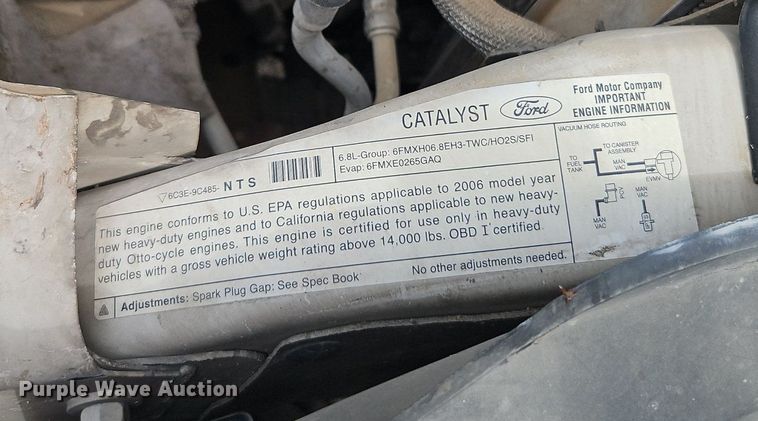 CATALYST
Ford
Ford Motor Company
IMPORTANT
ENGINE INFORMATION
6C3E-9C485- NTS
6.8L-Group: 6FMXH06.8EH3-TWC/HO2S/SFI
Evap: 6FMXE0265GAQ
This engine conforms to U.S. EPA regulations applicable to 2006 model year
new heavy-duty engines and to California regulations applicable to new heavy-
duty Otto-cycle engines. This engine is certified for use only in heavy-duty
vehicles with a gross vehicle weight rating above 14,000 lbs. OBD I certified.
Adjustments: Spark Plug Gap: See Spec Book
No other adjustments needed.
VACUUM HOSE ROUTING
TO CANISTER
ASSEMBLY
TO
FUEL
TANK
MAN
VAC
EVMV
PCV
MAN
VAC
MAN
VAC
Purple Wave Auction